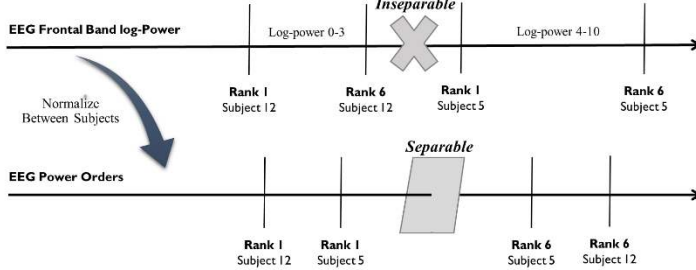 Inseparable
EEG Frontal Band log-Power
Log-power 0-3
Log-power 4-10
Rank 1
Subject 12
Rank 6
Subject 12
Rank 1
Subject 5
Rank 6
Subject 5
Normalize
Between Subjects
Separable
EEG Power Orders
Rank 1
Subject 12
Rank 1
Subject 5
Rank 6
Subject 5
Rank 6
Subject 12